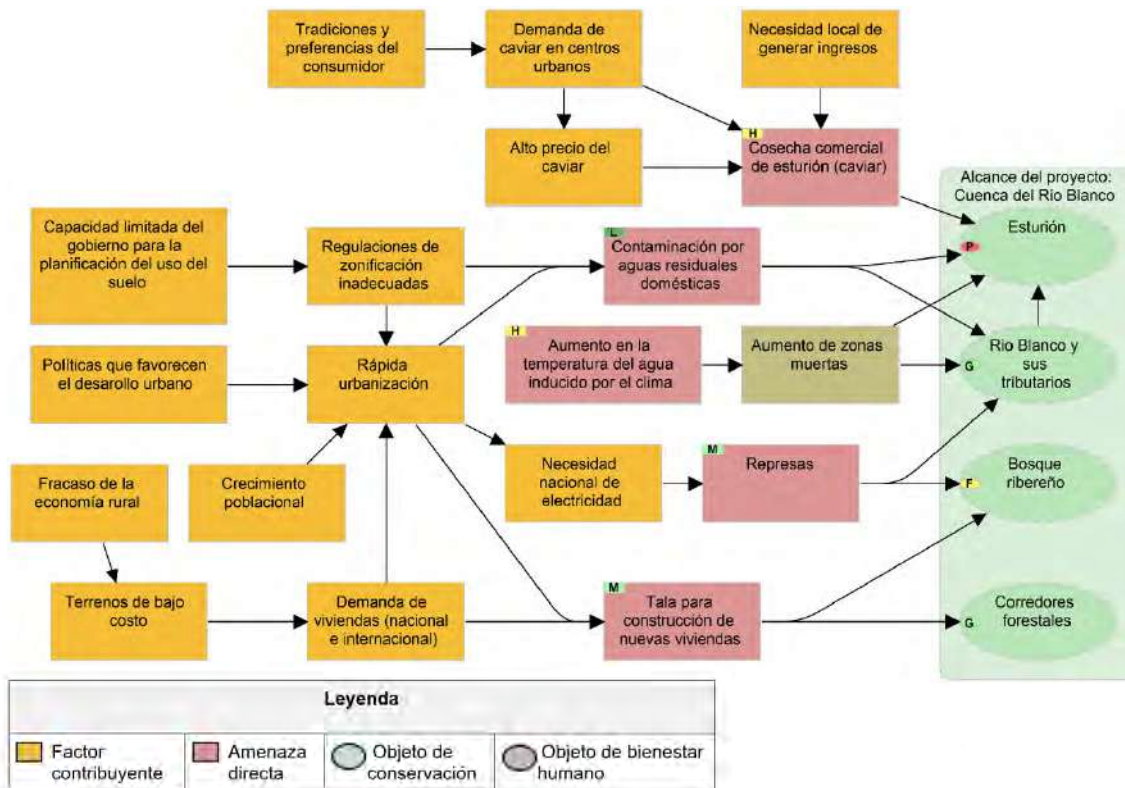 Tradiciones y
preferencias del
consumidor
Demanda de
caviar en centros
urbanos
Necesidad local de
generar ingresos
Alto precio del
caviar
H
Cosecha comercial
de esturión (caviar)
Alcance del proyecto:
Cuenca del Rio Blanco
Capacidad limitada del
gobierno para la
planificación del uso del
suelo
Regulaciones de
zonificación
inadecuadas
L
Contaminación por
aguas residuales
domésticas
P
Esturión
Políticas que favorecen
el desarollo urbano
Rápida
urbanización
H
Aumento en la
temperatura del agua
inducido por el clima
Aumento de zonas
muertas
G
Rio Blanco y
sus
tributarios
Fracaso de la
economía rural
Crecimiento
poblacional
Necesidad
nacional de
electricidad
M
Represas
F
Bosque
ribereño
Terrenos de bajo
costo
Demanda de
viviendas (nacional
e internacional)
M
Tala para
construcción de
nuevas viviendas
G
Corredores
forestales
Leyenda
Factor
contribuyente
Amenaza
directa
Objeto de
conservación
Objeto de bienestar
humano